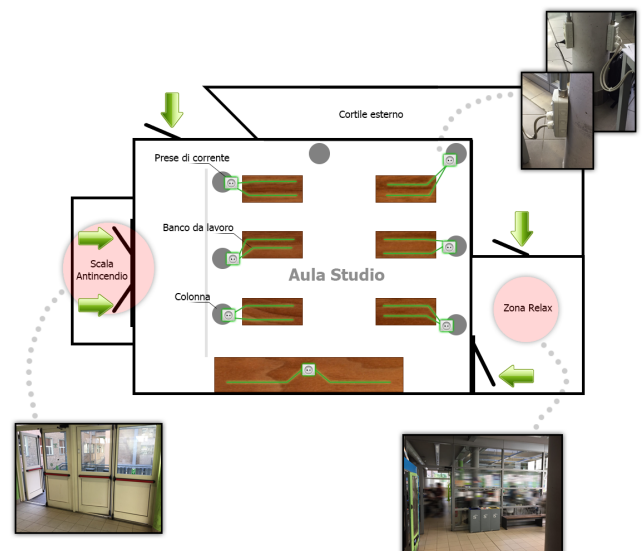 Cortile esterno
Prese di corrente
Banco da lavoro
Scala
Antincendio
Aula Studio
Colonna
Zona Relax